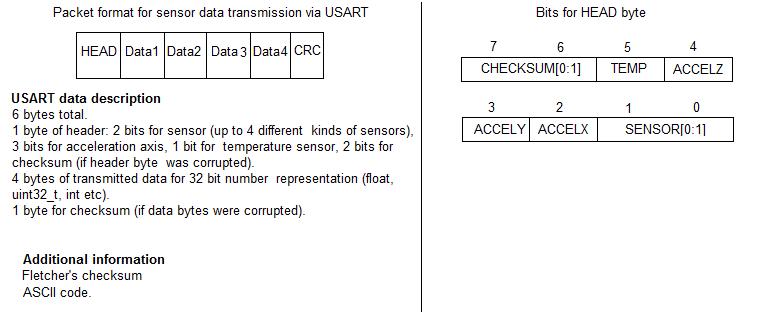 Packet format for sensor data transmission via USART
HEAD Data1 Data2 Data3 Data4 CRC
USART data description
6 bytes total.
1 byte of header: 2 bits for sensor (up to 4 different kinds of sensors),
3 bits for acceleration axis, 1 bit for temperature sensor, 2 bits for
checksum (if header byte was corrupted).
4 bytes of transmitted data for 32 bit number representation (float,
uint32_t, int etc).
1 byte for checksum (if data bytes were corrupted).
Additional information
Fletcher's checksum
ASCII code.
Bits for HEAD byte
7 6 5 4
CHECKSUM[0:1] TEMP ACCELZ
3 2 1 0
ACCELY ACCELX SENSOR[0:1]